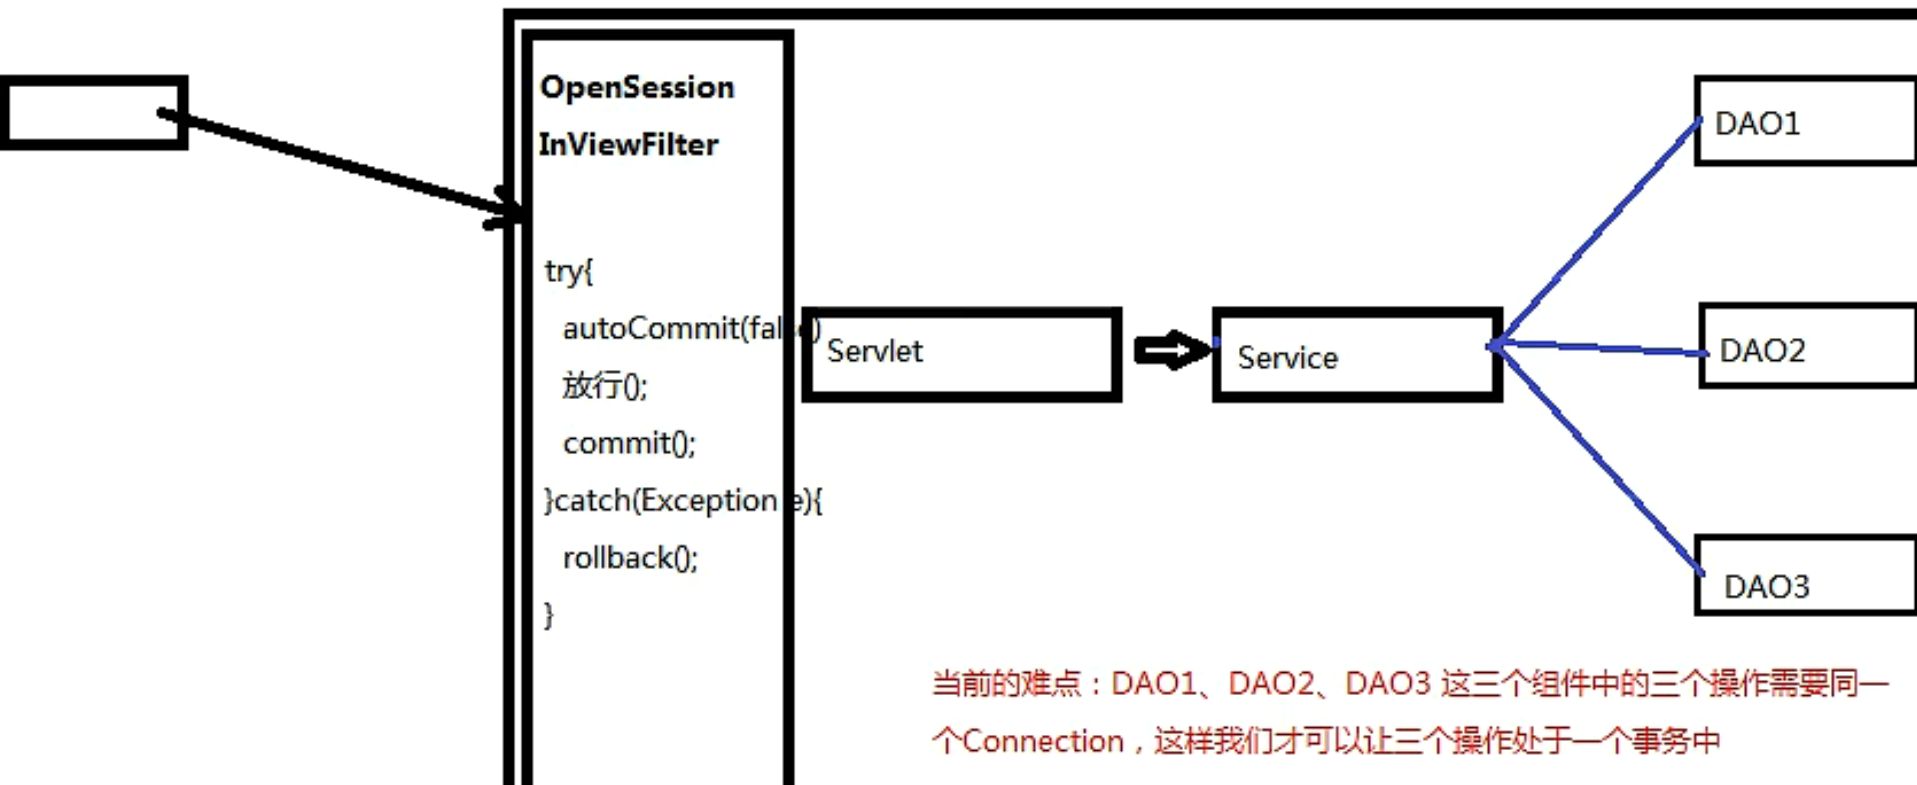 OpenSession
InViewFilter
try{
autoCommit(false)
放行();
commit();
}catch(Exception e){
rollback();
}
Servlet
Service
DAO1
DAO2
DAO3
当前的难点：DAO1、DAO2、DAO3 这三个组件中的三个操作需要同一
个Connection，这样我们才可以让三个操作处于一个事务中